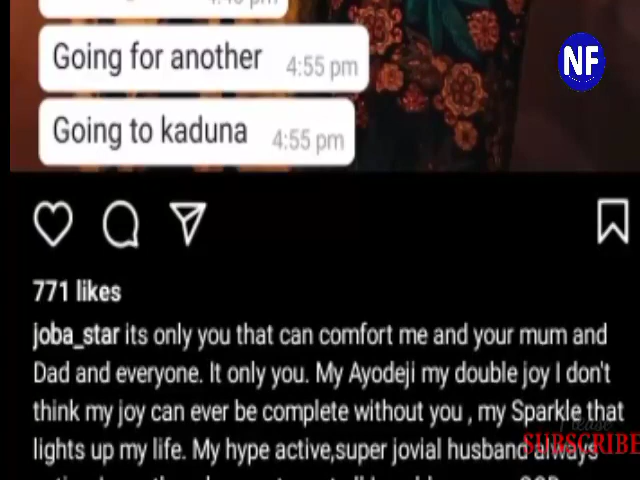 Going for another 4:55 pm
NF
Going to kaduna 4:55 pm
771 likes
joba_star its only you that can comfort me and your mum and
Dad and everyone. It only you. My Ayodeji my double joy I don't
think my joy can ever be complete without you , my Sparkle that
lights up my life. My hype active,super jovial husband always
Please
SUBSCRIBE